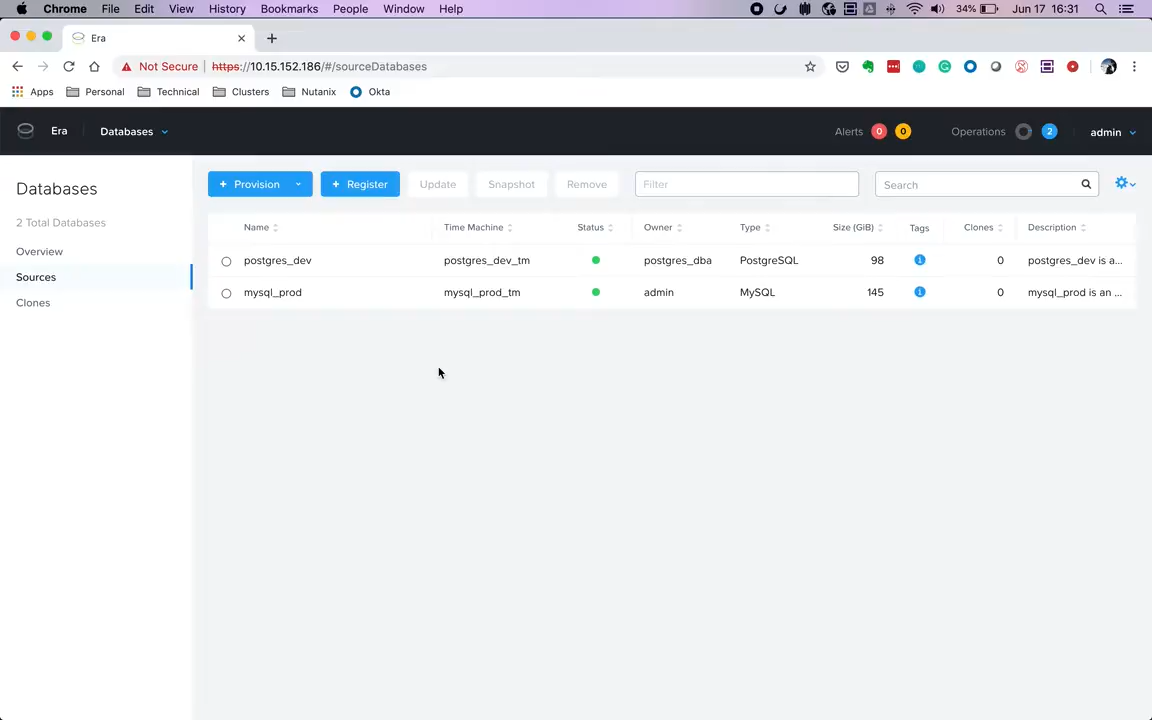 Chrome File Edit View History Bookmarks People Window Help 34% Jun 17 16:31
Era
Not Secure | https://10.15.152.186/#/sourceDatabases
Apps Personal Technical Clusters Nutanix Okta
Era Databases Alerts 0 0 Operations 2 admin
Databases
2 Total Databases
Overview
Sources
Clones
+ Provision + Register Update Snapshot Remove Filter Search
Name Time Machine Status Owner Type Size (GiB) Tags Clones Description
postgres_dev postgres_dev_tm postgres_dba PostgreSQL 98 0 postgres_dev is a...
mysql_prod mysql_prod_tm admin MySQL 145 0 mysql_prod is an ...